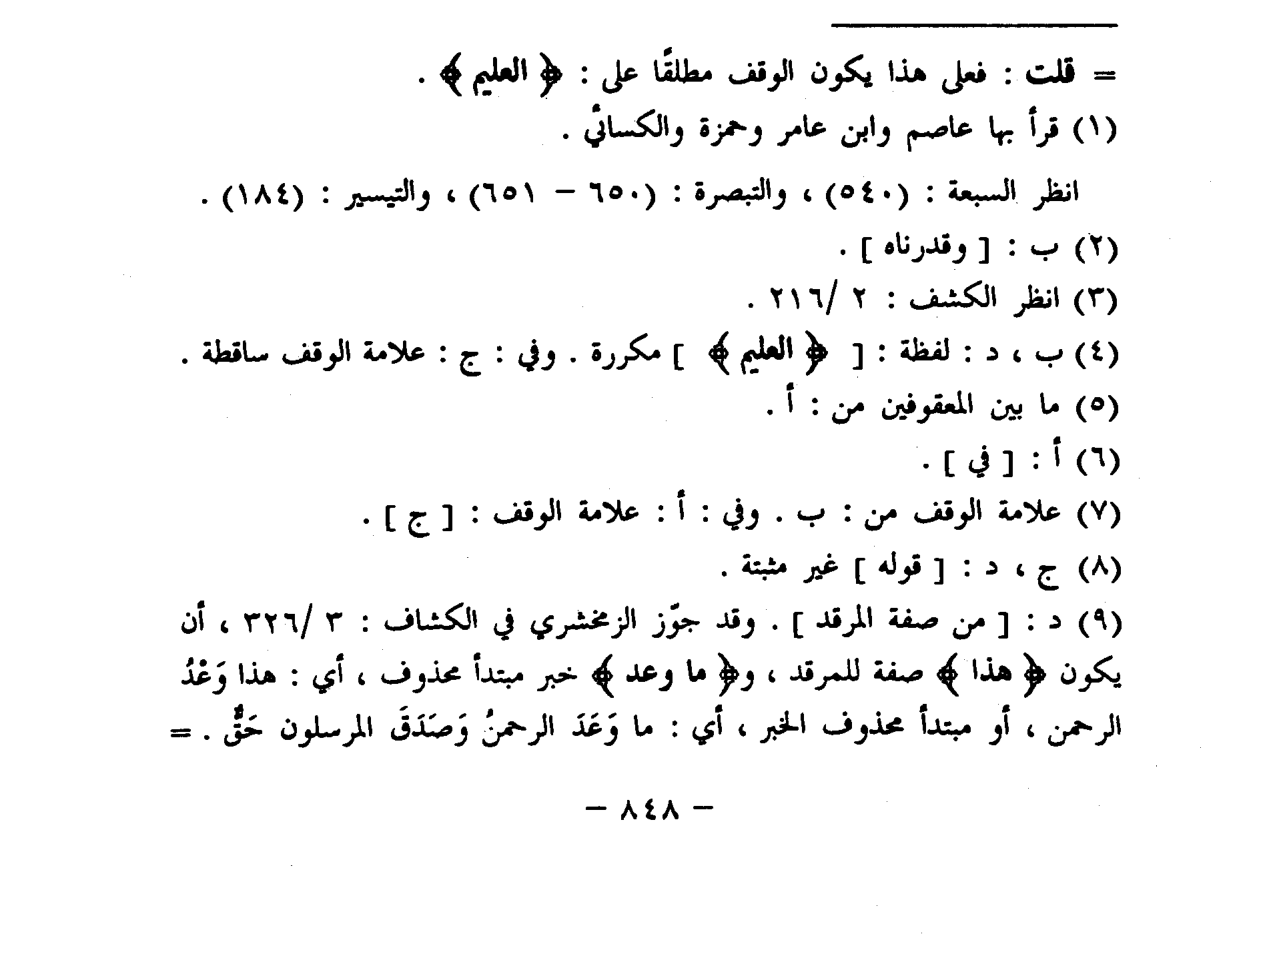 = قلت : فعلى هذا يكون الوقف مطلقًا على : ﴿ العليم ﴾ .
(١) قرأ بها عاصم وابن عامر وحمزة والكسائي .
انظر السبعة : (٥٤٠) ، والتبصرة : (٦٥٠ – ٦٥١) ، والتيسير : (١٨٤) .
(٢) ب : [ وقدرناه ] .
(٣) انظر الكشف : ٢ /٢١٦ .
(٤) ب ، د : لفظة : [ ﴿ العليم ﴾ ] مكررة . وفي : ج : علامة الوقف ساقطة .
(٥) ما بين المعقوفين من : أ .
(٦) أ : [ في ] .
(٧) علامة الوقف من : ب . وفي : أ : علامة الوقف : [ ج ] .
(٨) ج ، د : [ قوله ] غير مثبتة .
(٩) د : [ من صفة المرقد ] . وقد جوّز الزمخشري في الكشاف : ٣ /٣٢٦ ، أن
يكون ﴿ هذا ﴾ صفة للمرقد ، و﴿ ما وعد ﴾ خبر مبتدأ محذوف ، أي : هذا وَعْدُ
الرحمن ، أو مبتدأ محذوف الخبر ، أي : ما وَعَدَ الرحمنُ وَصَدَقَ المرسلون حَقٌّ . =
– ٨٤٨ –